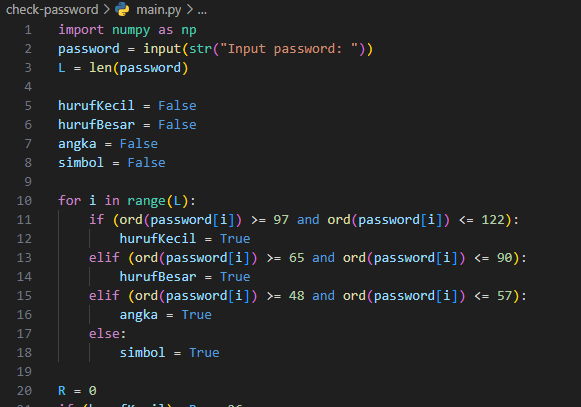 check-password > main.py > ...
1 import numpy as np
2 password = input(str("Input password: "))
3 L = len(password)
4
5 hurufKecil = False
6 hurufBesar = False
7 angka = False
8 simbol = False
9
10 for i in range(L):
11     if (ord(password[i]) >= 97 and ord(password[i]) <= 122):
12         hurufKecil = True
13     elif (ord(password[i]) >= 65 and ord(password[i]) <= 90):
14         hurufBesar = True
15     elif (ord(password[i]) >= 48 and ord(password[i]) <= 57):
16         angka = True
17     else:
18         simbol = True
19
20 R = 0